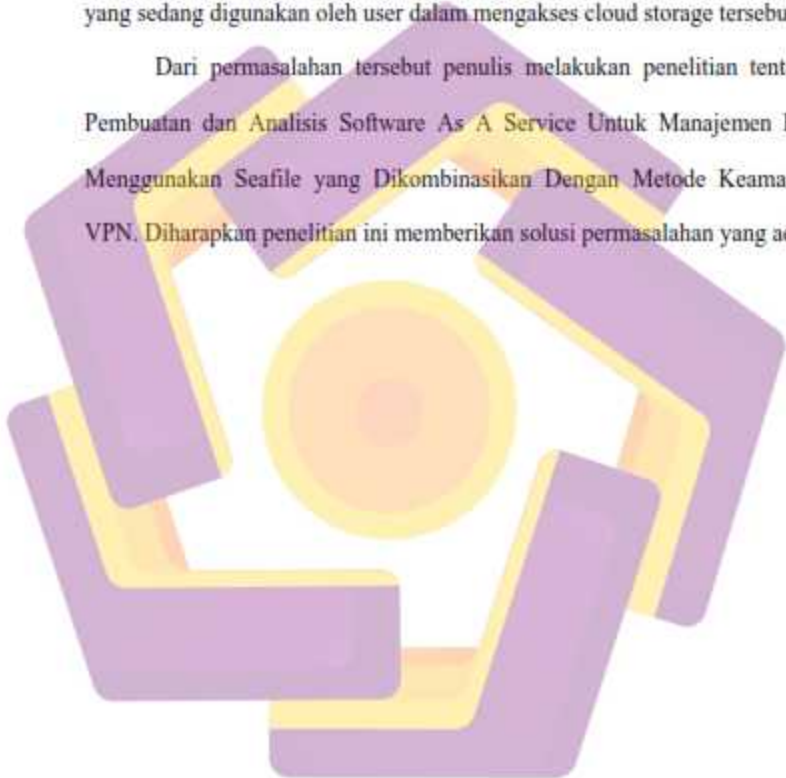 yang sedang digunakan oleh user dalam mengakses cloud storage tersebu
Dari permasalahan tersebut penulis melakukan penelitian tent
Pembuatan dan Analisis Software As A Service Untuk Manajemen
Menggunakan Seafile yang Dikombinasikan Dengan Metode Keama
VPN. Diharapkan penelitian ini memberikan solusi permasalahan yang a